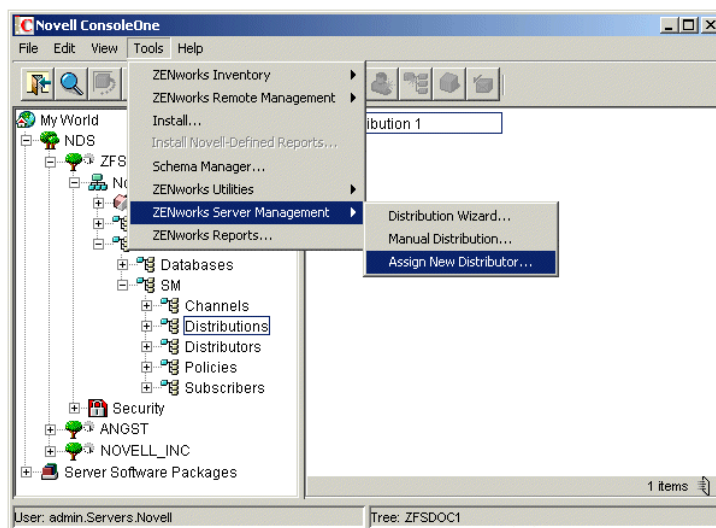 Novell ConsoleOne
File Edit View Tools Help
ZENworks Inventory
ZENworks Remote Management
Install...
Install Novell-Defined Reports...
Schema Manager...
ZENworks Utilities
ZENworks Server Management
ZENworks Reports...
Distribution Wizard...
Manual Distribution...
Assign New Distributor...
My World
NDS
ZFS
No
Databases
SM
Channels
Distributions
Distributors
Policies
Subscribers
Security
ANGST
NOVELL_INC
Server Software Packages
ibution 1
1 items
User: admin.Servers.Novell
Tree: ZFSDOC1